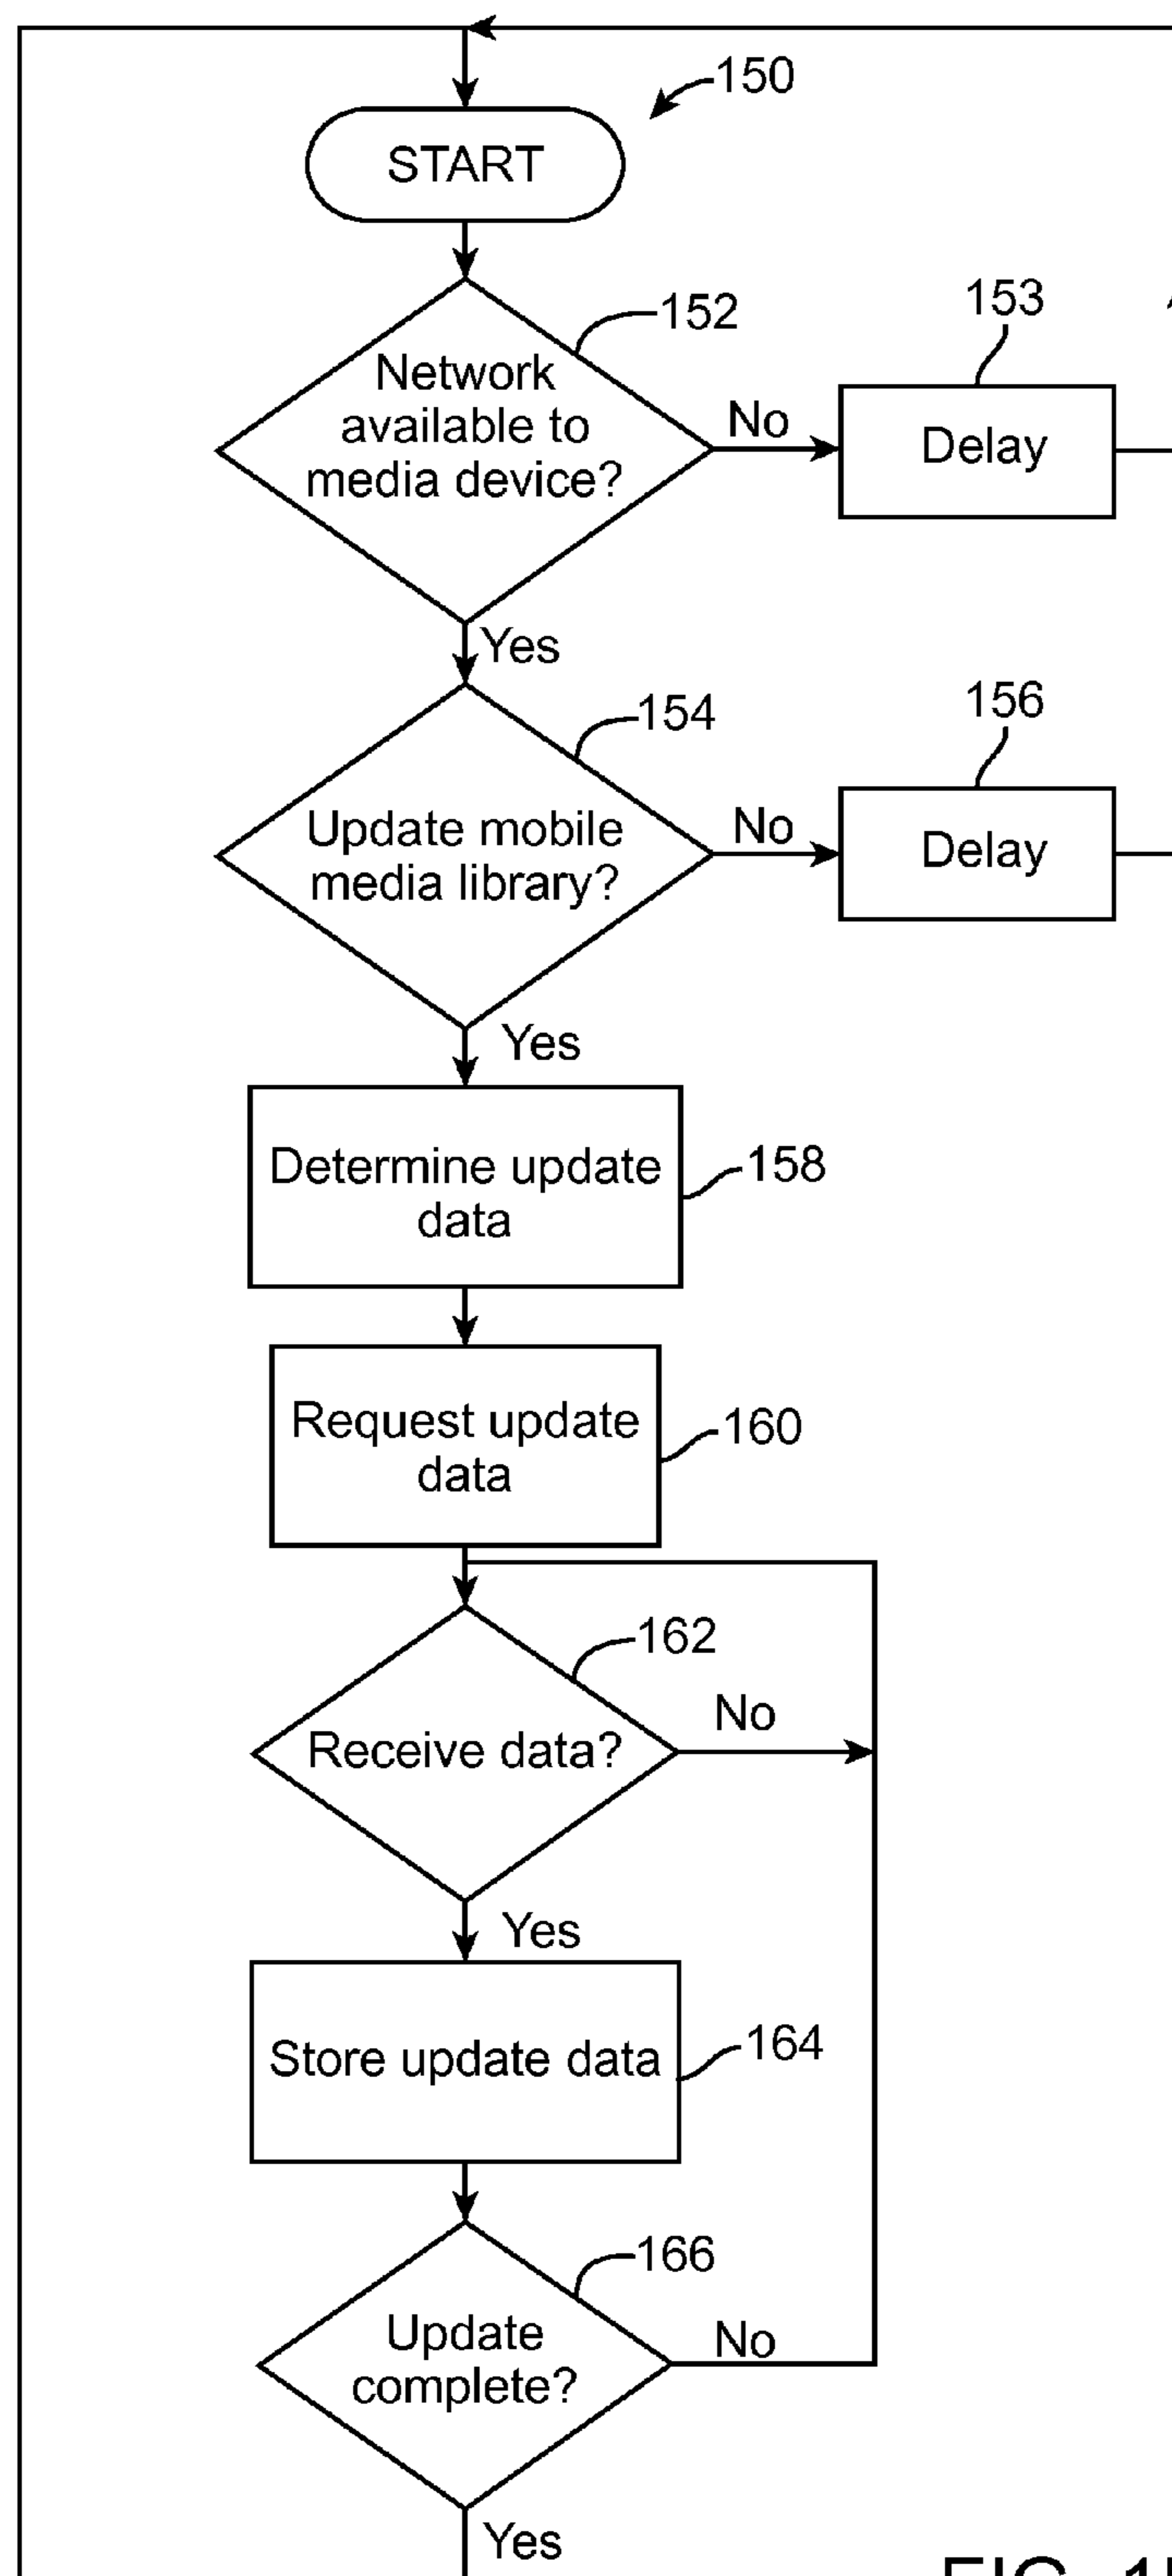 150
START
152
Network
available to
media device?
No
153
Delay
Yes
154
Update mobile
media library?
No
156
Delay
Yes
Determine update
data
158
Request update
data
160
162
Receive data?
No
Yes
Store update data
164
166
Update
complete?
No
Yes